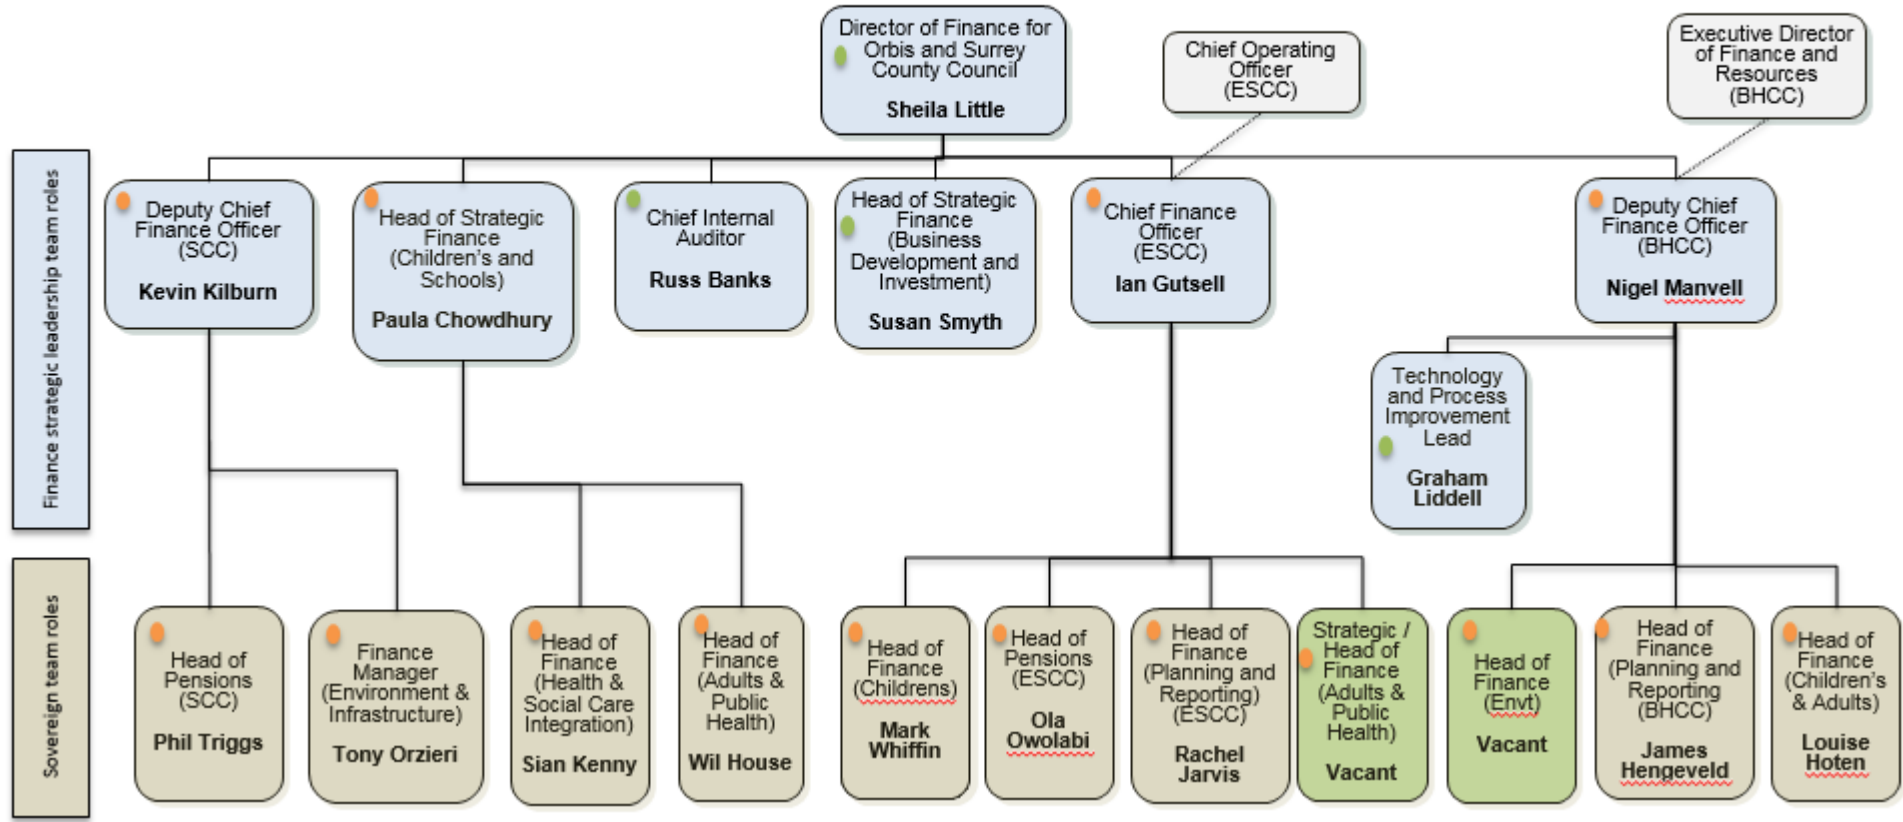 Director of Finance for
Orbis and Surrey
County Council
Sheila Little
Chief Operating
Officer
(ESCC)
Executive Director
of Finance and
Resources
(BHCC)
Finance strategic leadership team roles
Deputy Chief
Finance Officer
(SCC)
Kevin Kilburn
Head of Strategic
Finance
(Children's and
Schools)
Paula Chowdhury
Chief Internal
Auditor
Russ Banks
Head of Strategic
Finance
(Business
Development and
Investment)
Susan Smyth
Chief Finance
Officer
(ESCC)
Ian Gutsell
Deputy Chief
Finance Officer
(BHCC)
Nigel Manvell
Technology
and Process
Improvement
Lead
Graham
Liddell
Sovereign team roles
Head of
Pensions
(SCC)
Phil Triggs
Finance
Manager
(Environment &
Infrastructure)
Tony Orzieri
Head of
Finance
(Health &
Social Care
Integration)
Sian Kenny
Head of
Finance
(Adults &
Public
Health)
Wil House
Head of
Finance
(Childrens)
Mark
Whiffin
Head of
Pensions
(ESCC)
Ola
Owolabi
Head of
Finance
(Planning and
Reporting)
(ESCC)
Rachel
Jarvis
Strategic /
Head of
Finance
(Adults &
Public
Health)
Vacant
Head of
Finance
(Envt)
Vacant
Head of
Finance
(Planning and
Reporting
(BHCC)
James
Hengeveld
Head of
Finance
(Children's
& Adults)
Louise
Hoten